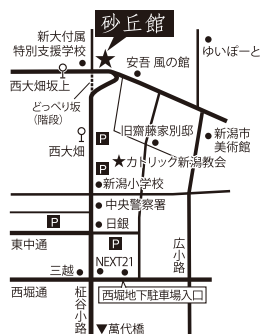 砂丘館
新大付属
特別支援学校
ゆいぽーと
安吾 風の館
西大畑坂上
どっぺり坂
(階段)
旧齋藤家別邸
新潟市
美術館
西大畑
P
カトリック新潟教会
P
新潟小学校
中央警察署
P
日銀
東中通
P
広小路
NEXT21
三越
西堀通
西堀地下駐車場入口
柾谷小路
▼萬代橋